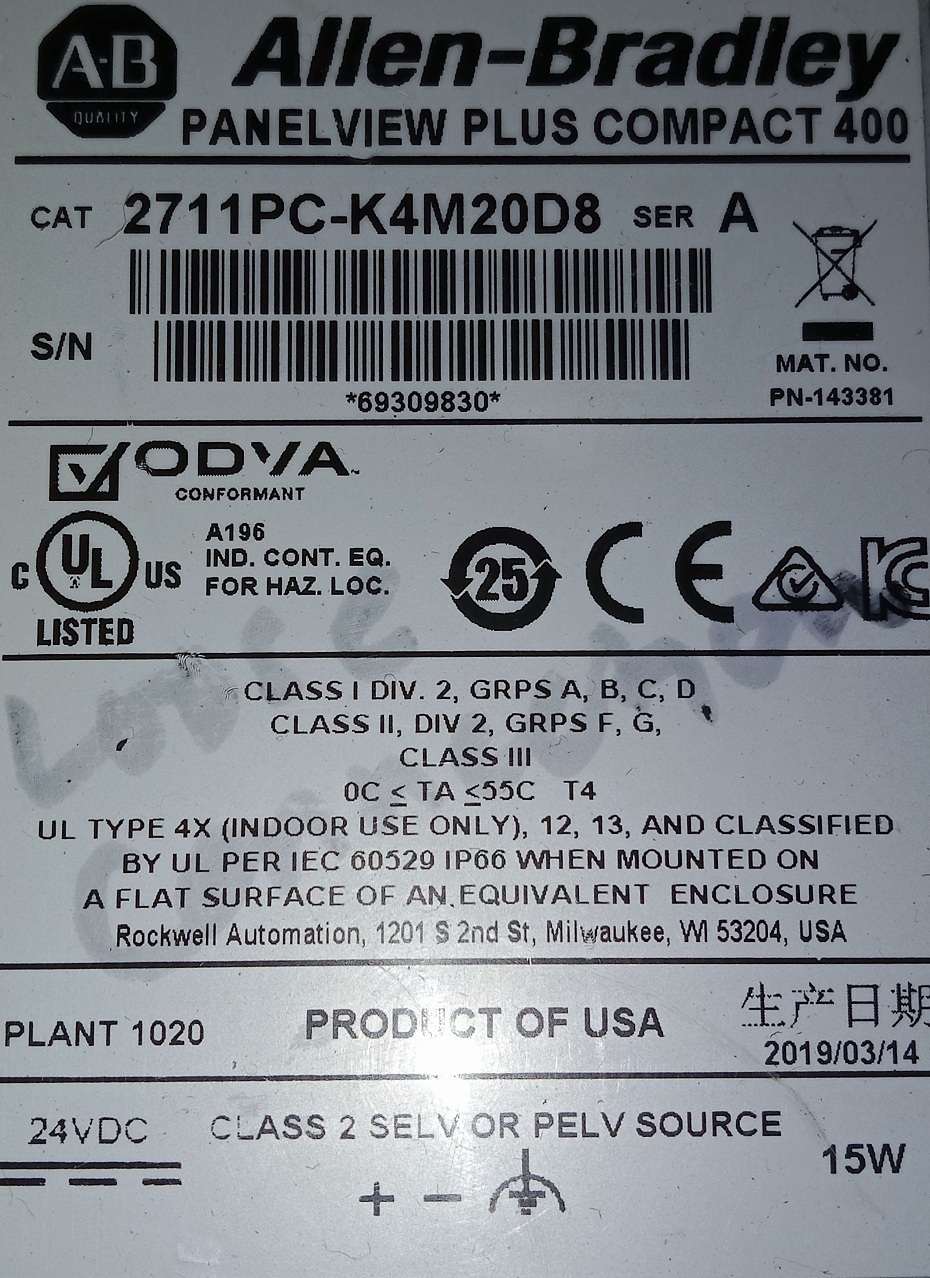 A-B
QUALITY
Allen-Bradley
PANELVIEW PLUS COMPACT 400
CAT 2711PC-K4M20D8 SER A
S/N
*69309830*
MAT. NO.
PN-143381
ODVA
CONFORMANT
C UL US
LISTED
A196
IND. CONT. EQ.
FOR HAZ. LOC.
25
CE
KC
CLASS I DIV. 2, GRPS A, B, C, D
CLASS II, DIV 2, GRPS F, G,
CLASS III
0C ≤ TA ≤55C T4
UL TYPE 4X (INDOOR USE ONLY), 12, 13, AND CLASSIFIED
BY UL PER IEC 60529 IP66 WHEN MOUNTED ON
A FLAT SURFACE OF AN EQUIVALENT ENCLOSURE
Rockwell Automation, 1201 S 2nd St, Milwaukee, WI 53204, USA
PLANT 1020
PRODUCT OF USA
生产日期
2019/03/14
24VDC
CLASS 2 SELV OR PELV SOURCE
15W
+ −